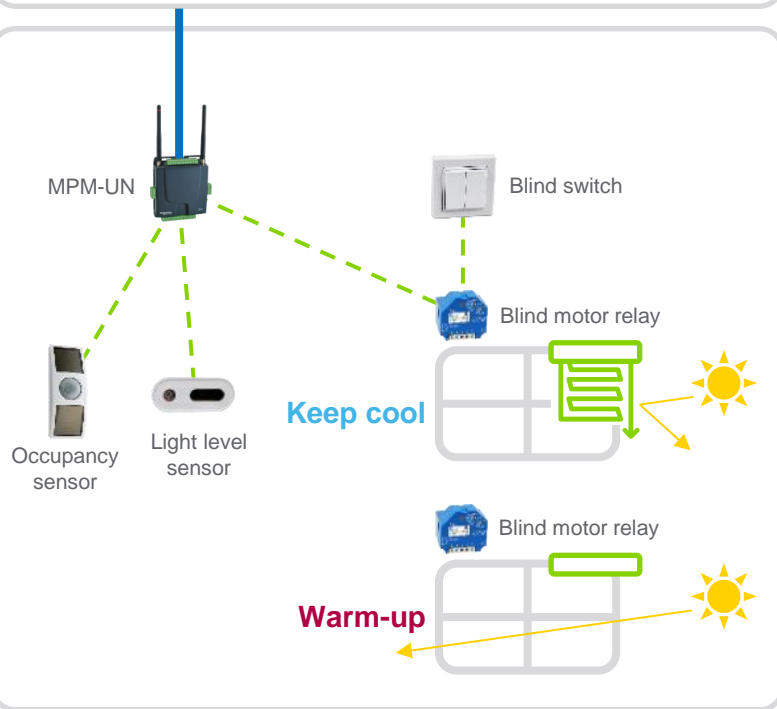 MPM-UN
Blind switch
Blind motor relay
Keep cool
Occupancy
sensor
Light level
sensor
Blind motor relay
Warm-up